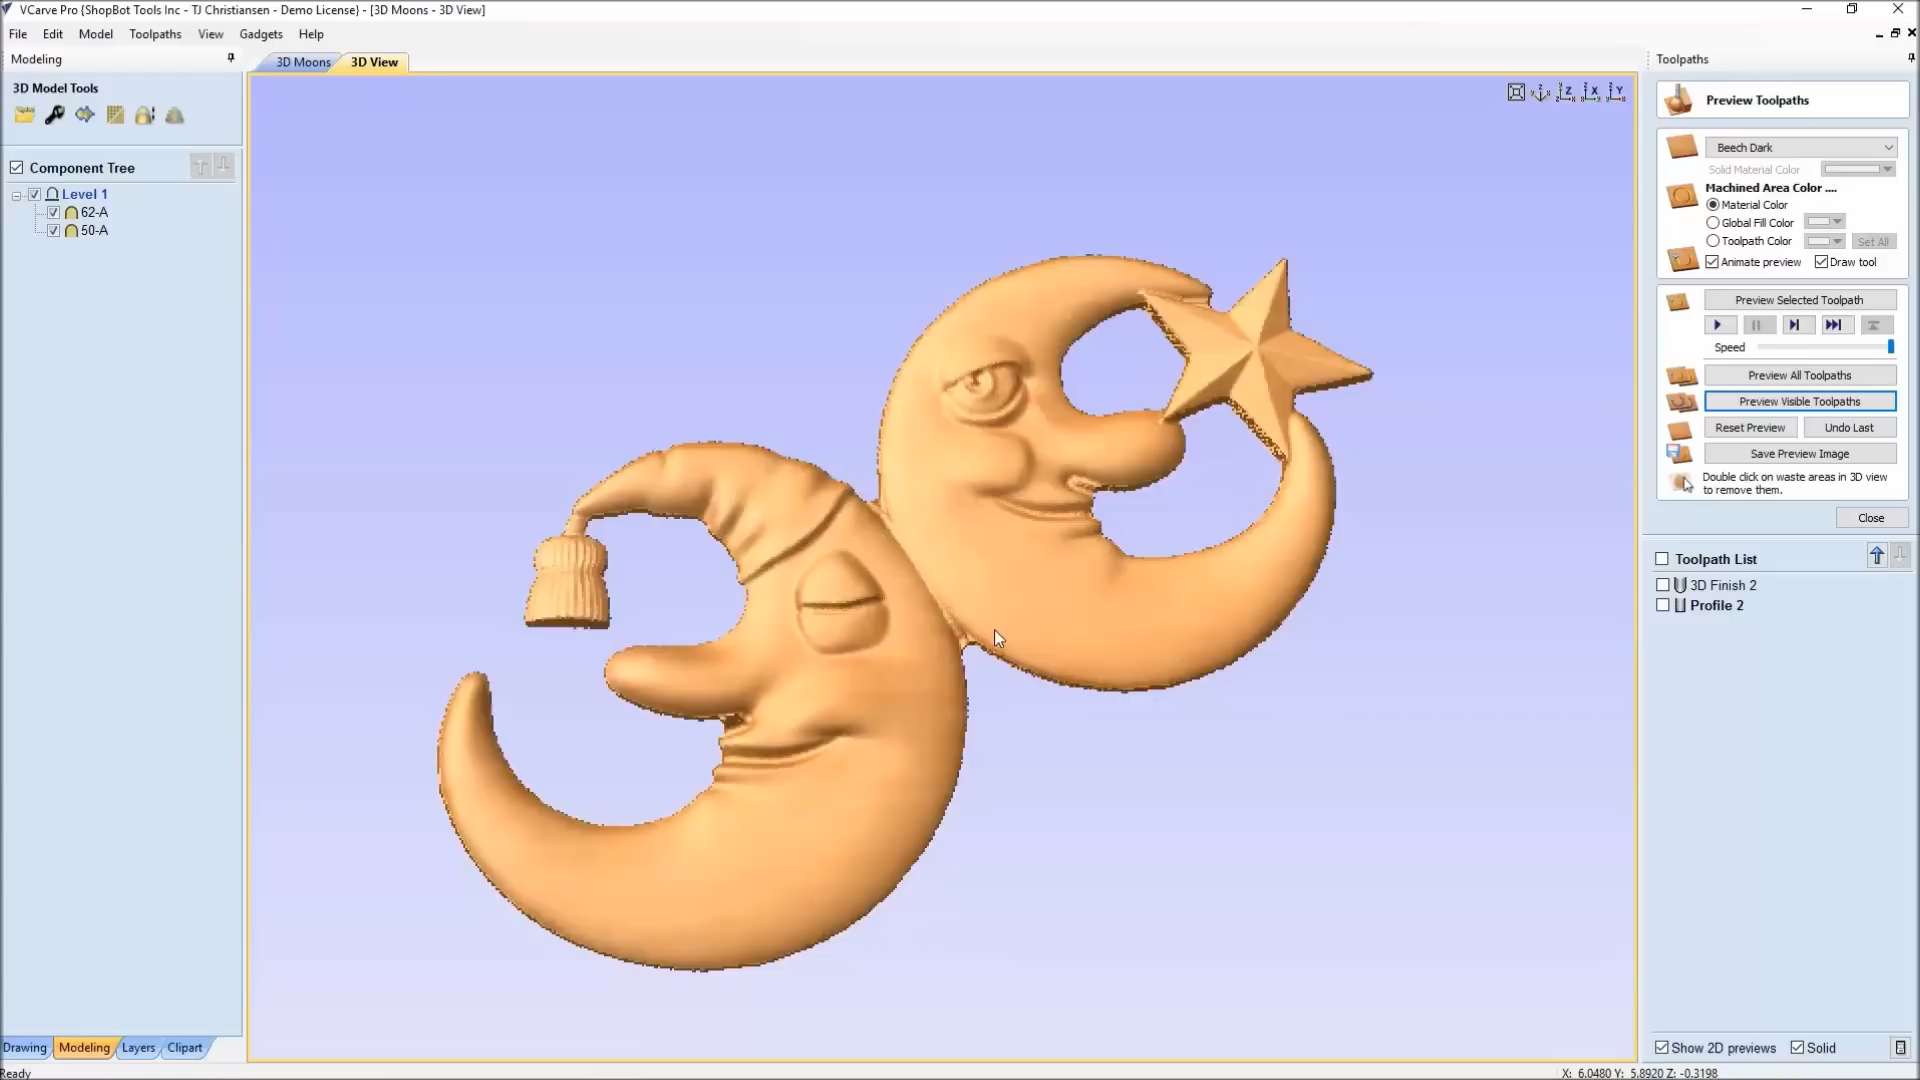 VCarve Pro {ShopBot Tools Inc - TJ Christiansen - Demo License} - [3D Moons - 3D View]
File Edit Model Toolpaths View Gadgets Help
Modeling
3D Model Tools
Component Tree
Level 1
62-A
50-A
3D Moons 3D View
Z X Y
Toolpaths
Preview Toolpaths
Beech Dark
Solid Material Color
Machined Area Color ....
Material Color
Global Fill Color
Toolpath Color Set All
Animate preview Draw tool
Preview Selected Toolpath
Speed
Preview All Toolpaths
Preview Visible Toolpaths
Reset Preview Undo Last
Save Preview Image
Double click on waste areas in 3D view
to remove them.
Close
Toolpath List
3D Finish 2
Profile 2
Drawing Modeling Layers Clipart
Show 2D previews Solid
Ready
X: 6.0480 Y: 5.8920 Z: -0.3198